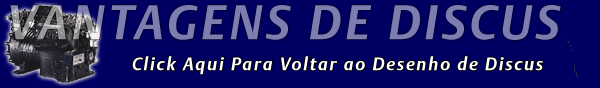 VANTAGENS DE DISCUS
Click Aqui Para Voltar ao Desenho de Discus